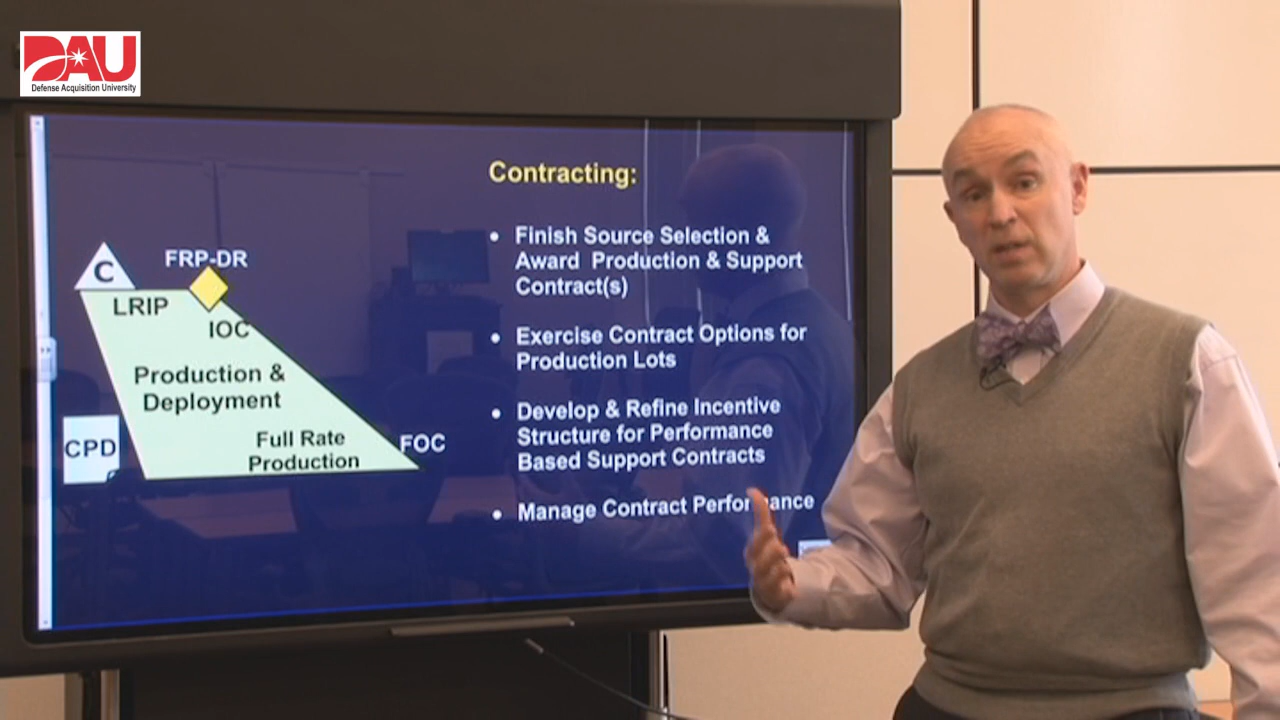 DAU
Defense Acquisition University
Contracting:
• Finish Source Selection &
Award Production & Support
Contract(s)
• Exercise Contract Options for
Production Lots
• Develop & Refine Incentive
Structure for Performance
Based Support Contracts
• Manage Contract Performance
C
FRP-DR
LRIP
IOC
Production &
Deployment
CPD
Full Rate
Production
FOC